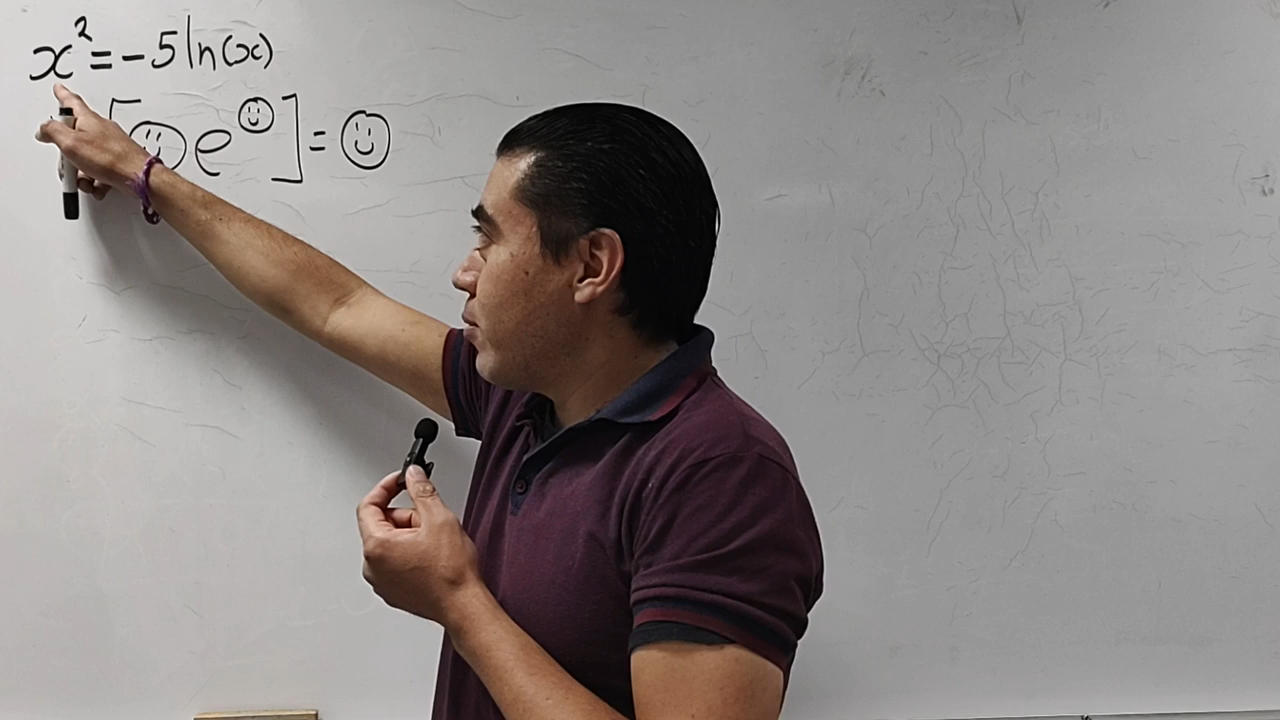 x² = -5 ln(x)
[☺ e^☺] = ☺